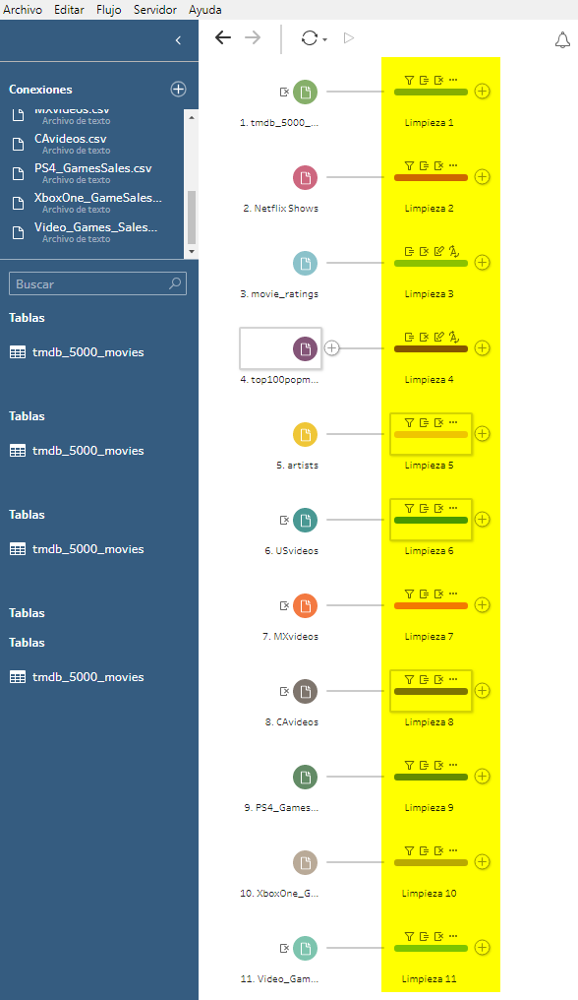 Archivo Editar Flujo Servidor Ayuda
Conexiones
MXvideos.csv
Archivo de texto
CAvideos.csv
Archivo de texto
PS4_GamesSales.csv
Archivo de texto
XboxOne_GameSales...
Archivo de texto
Video_Games_Sales...
Archivo de texto
Buscar
Tablas
tmdb_5000_movies
Tablas
tmdb_5000_movies
Tablas
tmdb_5000_movies
Tablas
Tablas
tmdb_5000_movies
1. tmdb_5000_... Limpieza 1
2. Netflix Shows Limpieza 2
3. movie_ratings Limpieza 3
4. top100popm... Limpieza 4
5. artists Limpieza 5
6. USvideos Limpieza 6
7. MXvideos Limpieza 7
8. CAvideos Limpieza 8
9. PS4_Games... Limpieza 9
10. XboxOne_G... Limpieza 10
11. Video_Gam... Limpieza 11